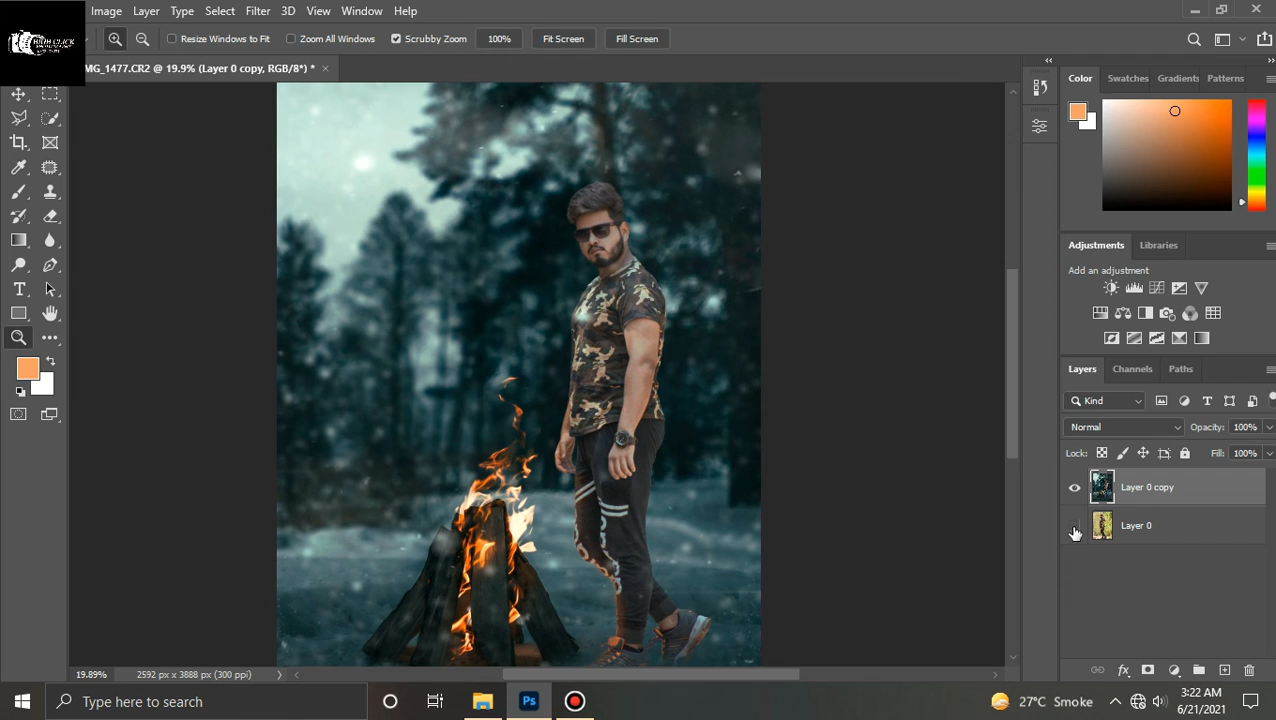 HIGH CLICK
Image Layer Type Select Filter 3D View Window Help
Resize Windows to Fit All Windows Scrubby Zoom 100% Fit Screen Fill Screen
MG_1477.CR2 @ 19.9% (Layer 0 copy, RGB/8*) *
Color Swatches Gradients Patterns
Adjustments Libraries
Add an adjustment
Layers Channels Paths
Kind
Normal Opacity: 100%
Lock: Fill: 100%
Layer 0 copy
Layer 0
19.89% 2592 px x 3888 px (300 ppi)
Type here to search
Ps
27°C Smoke
3:22 AM
6/21/2021